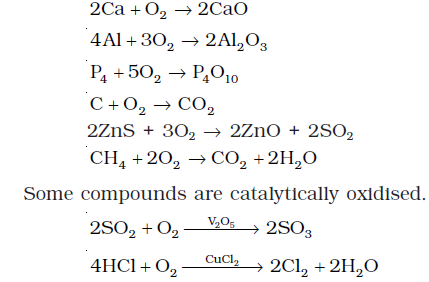 2Ca + O₂ → 2CaO
4Al + 3O₂ → 2Al₂O₃
P₄ + 5O₂ → P₄O₁₀
C + O₂ → CO₂
2ZnS + 3O₂ → 2ZnO + 2SO₂
CH₄ + 2O₂ → CO₂ + 2H₂O
Some compounds are catalytically oxidised.
2SO₂ + O₂ —V₂O₅→ 2SO₃
4HCl + O₂ —CuCl₂→ 2Cl₂ + 2H₂O